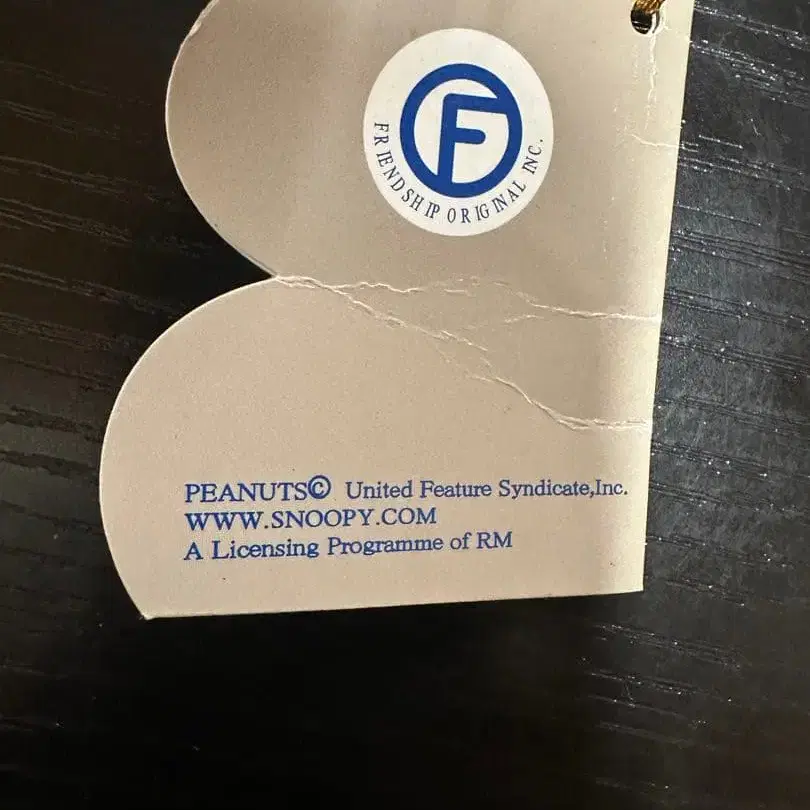 F
FRIENDSHIP ORIGINAL INC.
PEANUTS© United Feature Syndicate,Inc.
WWW.SNOOPY.COM
A Licensing Programme of RM